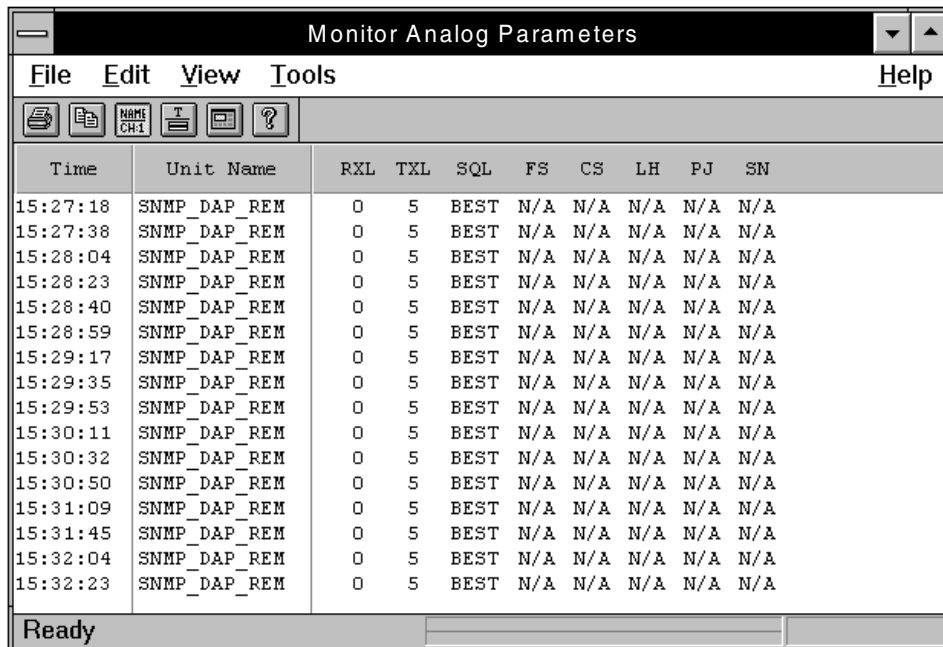 Monitor Analog Parameters
File Edit View Tools Help
NAME CH:1 T ?
Time Unit Name RXL TXL SQL FS CS LH PJ SN
15:27:18 SNMP_DAP_REM 0 5 BEST N/A N/A N/A N/A N/A
15:27:38 SNMP_DAP_REM 0 5 BEST N/A N/A N/A N/A N/A
15:28:04 SNMP_DAP_REM 0 5 BEST N/A N/A N/A N/A N/A
15:28:23 SNMP_DAP_REM 0 5 BEST N/A N/A N/A N/A N/A
15:28:40 SNMP_DAP_REM 0 5 BEST N/A N/A N/A N/A N/A
15:28:59 SNMP_DAP_REM 0 5 BEST N/A N/A N/A N/A N/A
15:29:17 SNMP_DAP_REM 0 5 BEST N/A N/A N/A N/A N/A
15:29:35 SNMP_DAP_REM 0 5 BEST N/A N/A N/A N/A N/A
15:29:53 SNMP_DAP_REM 0 5 BEST N/A N/A N/A N/A N/A
15:30:11 SNMP_DAP_REM 0 5 BEST N/A N/A N/A N/A N/A
15:30:32 SNMP_DAP_REM 0 5 BEST N/A N/A N/A N/A N/A
15:30:50 SNMP_DAP_REM 0 5 BEST N/A N/A N/A N/A N/A
15:31:09 SNMP_DAP_REM 0 5 BEST N/A N/A N/A N/A N/A
15:31:45 SNMP_DAP_REM 0 5 BEST N/A N/A N/A N/A N/A
15:32:04 SNMP_DAP_REM 0 5 BEST N/A N/A N/A N/A N/A
15:32:23 SNMP_DAP_REM 0 5 BEST N/A N/A N/A N/A N/A
Ready